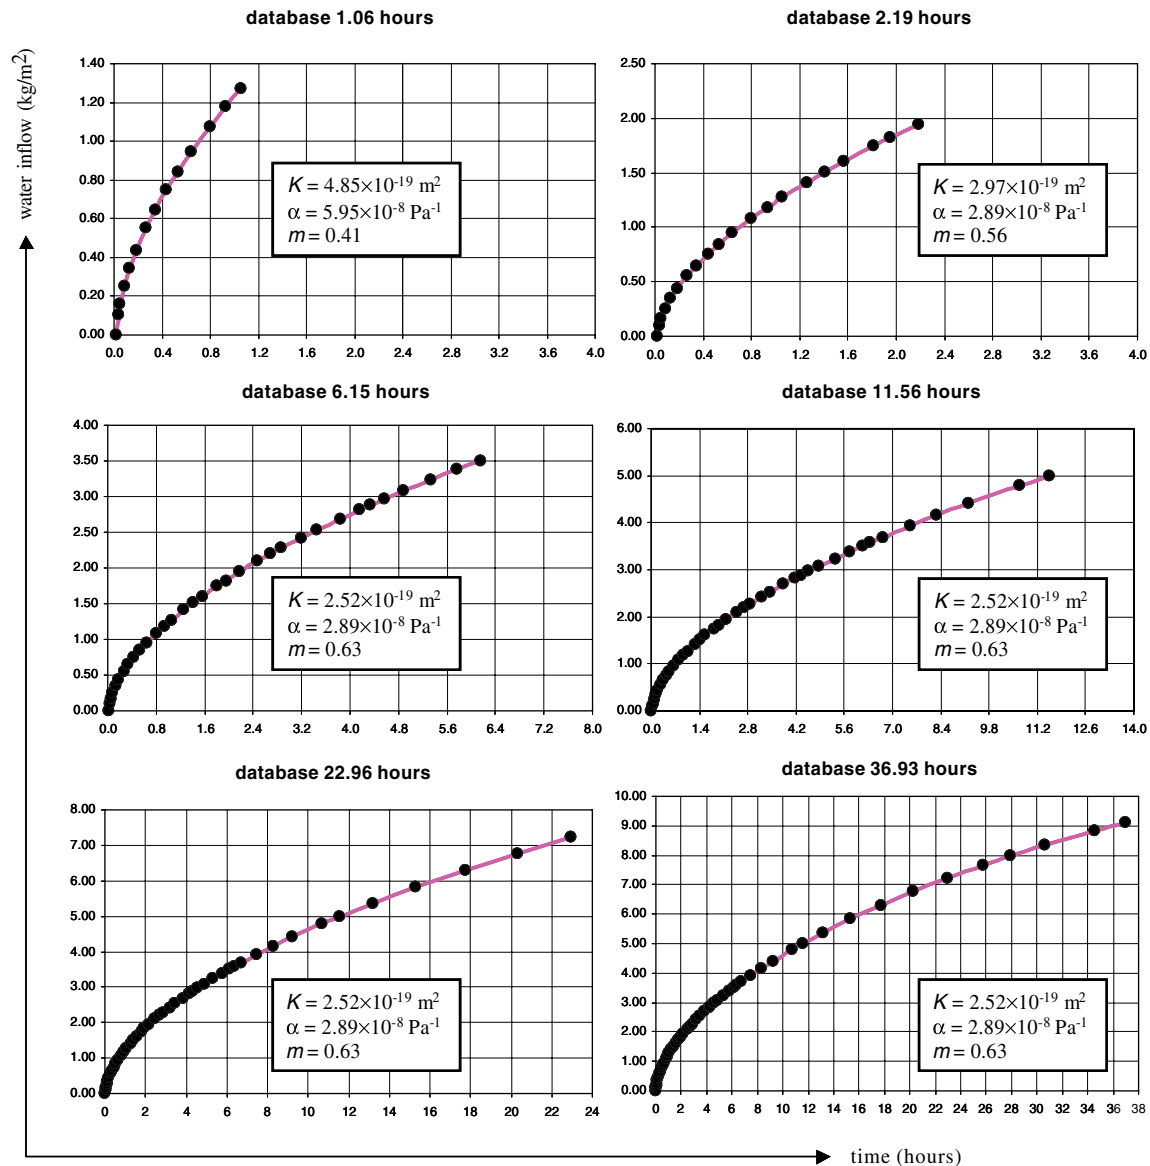 database 1.06 hours
database 2.19 hours
water inflow (kg/m²)
1.40
1.20
1.00
0.80
0.60
0.40
0.20
0.00
0.0 0.4 0.8 1.2 1.6 2.0 2.4 2.8 3.2 3.6 4.0
K = 4.85×10⁻¹⁹ m²
α = 5.95×10⁻⁸ Pa⁻¹
m = 0.41
2.50
2.00
1.50
1.00
0.50
0.00
0.0 0.4 0.8 1.2 1.6 2.0 2.4 2.8 3.2 3.6 4.0
K = 2.97×10⁻¹⁹ m²
α = 2.89×10⁻⁸ Pa⁻¹
m = 0.56
database 6.15 hours
database 11.56 hours
4.00
3.50
3.00
2.50
2.00
1.50
1.00
0.50
0.00
0.0 0.8 1.6 2.4 3.2 4.0 4.8 5.6 6.4 7.2 8.0
K = 2.52×10⁻¹⁹ m²
α = 2.89×10⁻⁸ Pa⁻¹
m = 0.63
6.00
5.00
4.00
3.00
2.00
1.00
0.00
0.0 1.4 2.8 4.2 5.6 7.0 8.4 9.8 11.2 12.6 14.0
K = 2.52×10⁻¹⁹ m²
α = 2.89×10⁻⁸ Pa⁻¹
m = 0.63
database 22.96 hours
database 36.93 hours
8.00
7.00
6.00
5.00
4.00
3.00
2.00
1.00
0.00
0 2 4 6 8 10 12 14 16 18 20 22 24
K = 2.52×10⁻¹⁹ m²
α = 2.89×10⁻⁸ Pa⁻¹
m = 0.63
10.00
9.00
8.00
7.00
6.00
5.00
4.00
3.00
2.00
1.00
0.00
0 2 4 6 8 10 12 14 16 18 20 22 24 26 28 30 32 34 36 38
K = 2.52×10⁻¹⁹ m²
α = 2.89×10⁻⁸ Pa⁻¹
m = 0.63
time (hours)